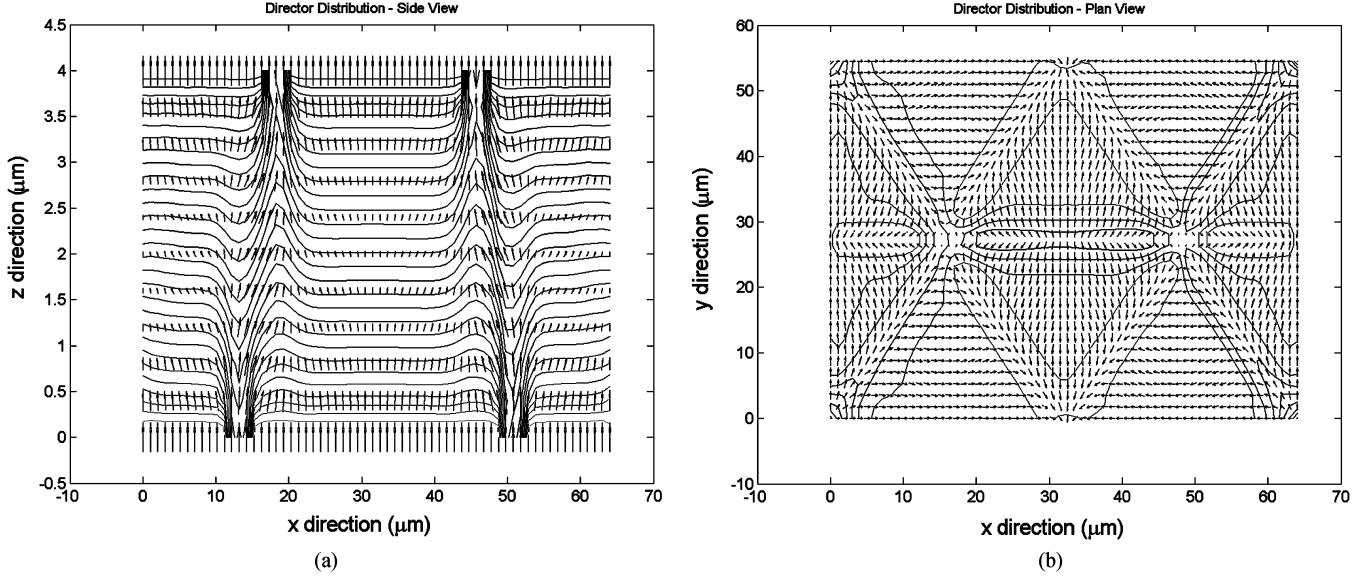 Director Distribution - Side View
4.5
4
3.5
3
2.5
2
1.5
1
0.5
0
-0.5
z direction (μm)
-10 0 10 20 30 40 50 60 70
x direction (μm)
(a)
Director Distribution - Plan View
60
50
40
30
20
10
0
-10
y direction (μm)
-10 0 10 20 30 40 50 60 70
x direction (μm)
(b)